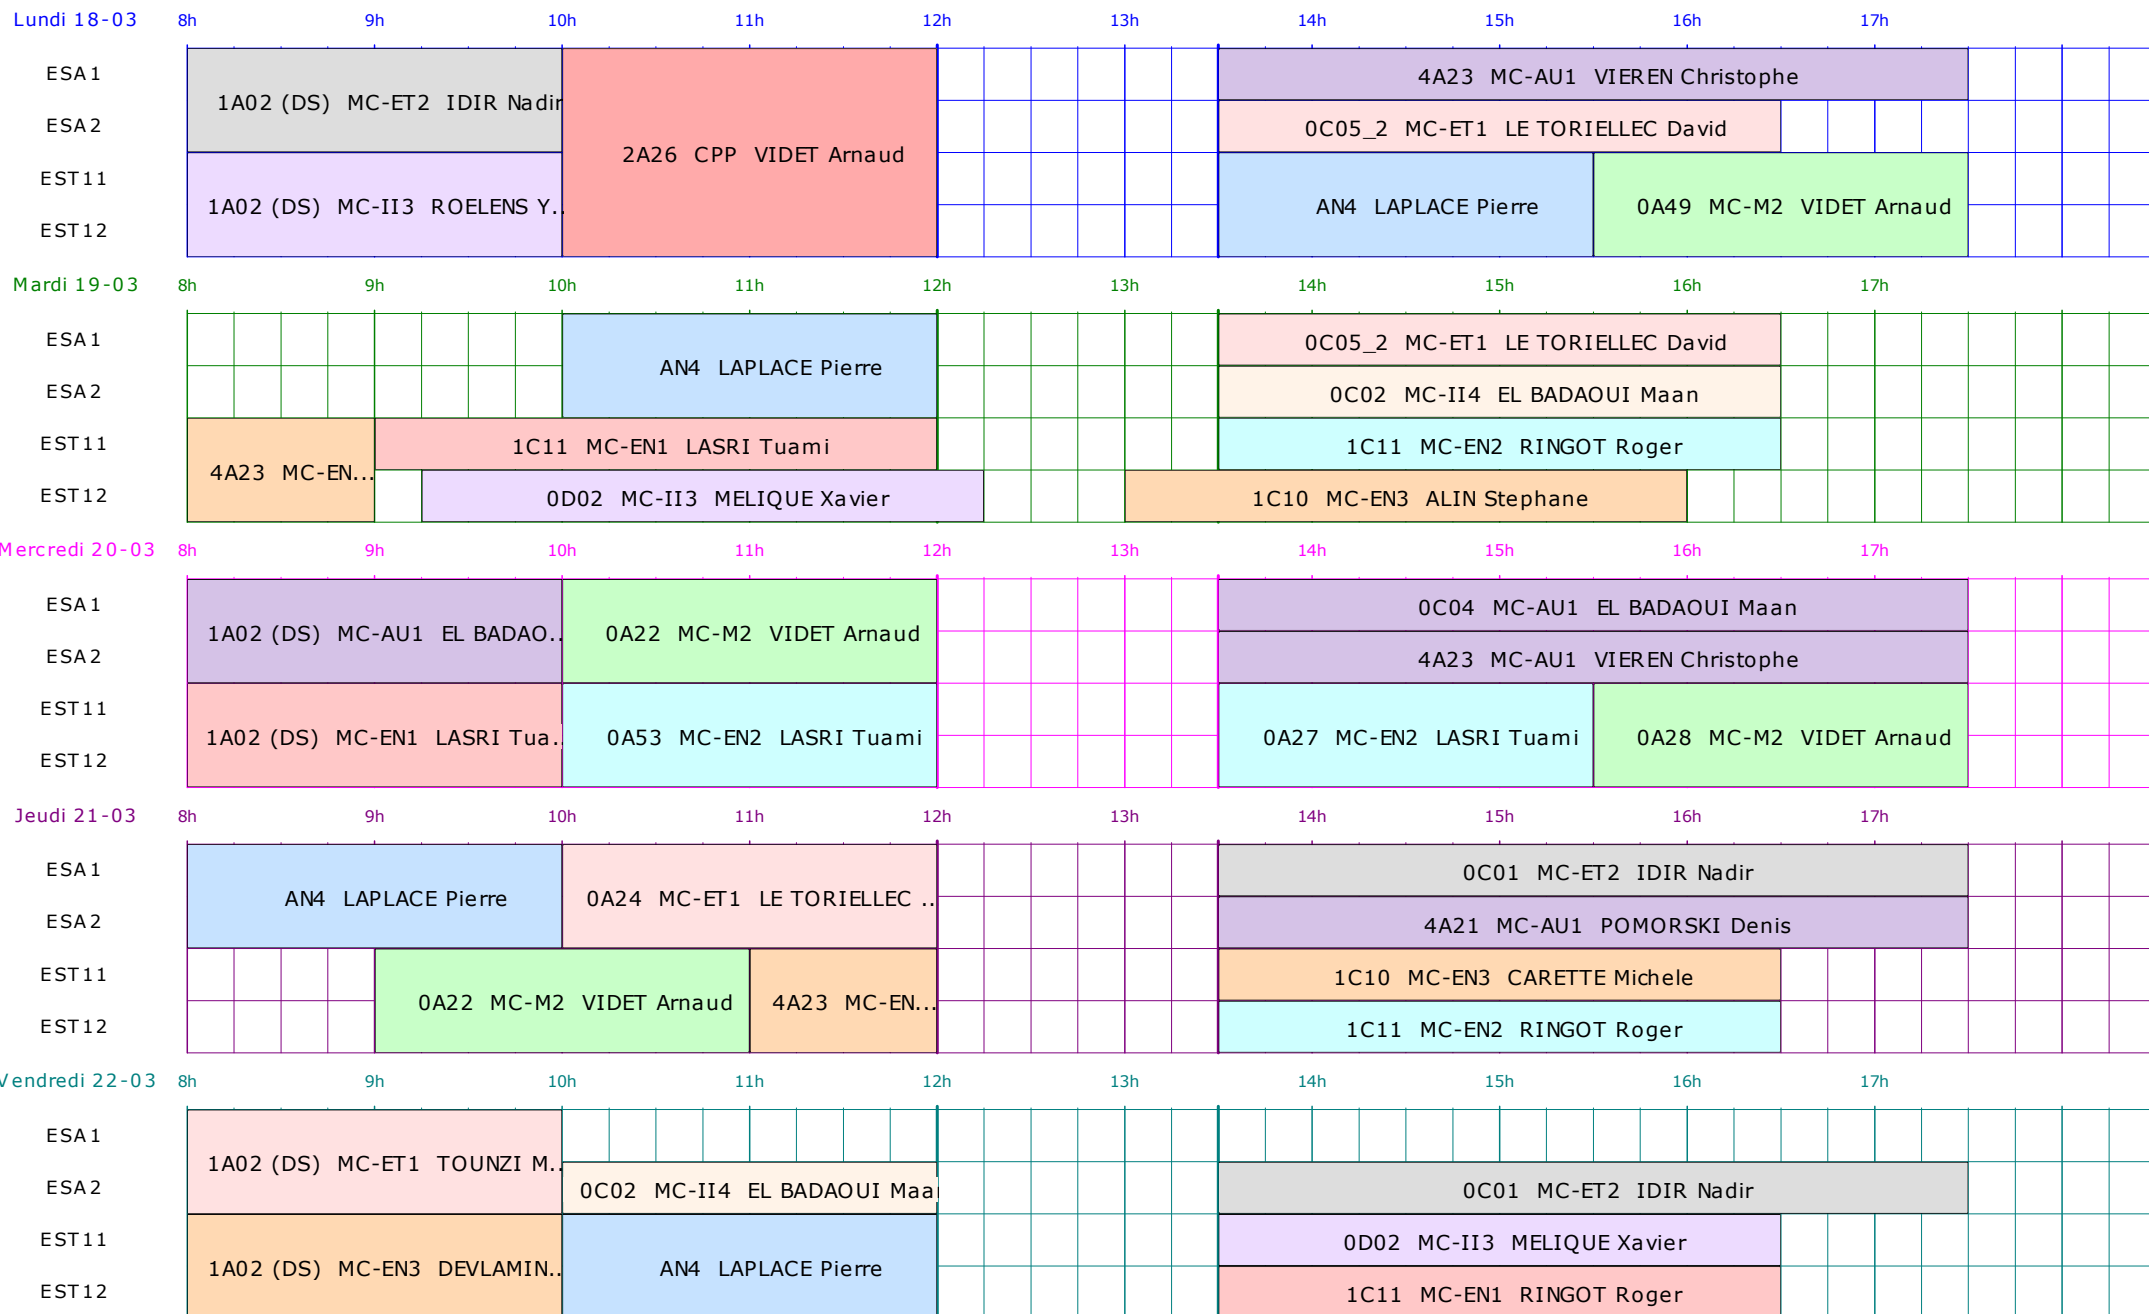 Lundi 18-03 8h 9h 10h 11h 12h 13h 14h 15h 16h 17h
ESA1 4A23 MC-AU1 VIEREN Christophe
1A02 (DS) MC-ET2 IDIR Nadir
ESA2 0C05_2 MC-ET1 LE TORIELLEC David
2A26 CPP VIDET Arnaud
EST11
1A02 (DS) MC-II3 ROELENS Y.. AN4 LAPLACE Pierre 0A49 MC-M2 VIDET Arnaud
EST12
Mardi 19-03 8h 9h 10h 11h 12h 13h 14h 15h 16h 17h
ESA1 0C05_2 MC-ET1 LE TORIELLEC David
AN4 LAPLACE Pierre
ESA2 0C02 MC-II4 EL BADAOUI Maan
EST11 1C11 MC-EN1 LASRI Tuami 1C11 MC-EN2 RINGOT Roger
4A23 MC-EN...
EST12 0D02 MC-II3 MELIQUE Xavier 1C10 MC-EN3 ALIN Stephane
Mercredi 20-03 8h 9h 10h 11h 12h 13h 14h 15h 16h 17h
ESA1 0C04 MC-AU1 EL BADAOUI Maan
1A02 (DS) MC-AU1 EL BADAO.. 0A22 MC-M2 VIDET Arnaud
ESA2 4A23 MC-AU1 VIEREN Christophe
EST11
1A02 (DS) MC-EN1 LASRI Tua.. 0A53 MC-EN2 LASRI Tuami 0A27 MC-EN2 LASRI Tuami 0A28 MC-M2 VIDET Arnaud
EST12
Jeudi 21-03 8h 9h 10h 11h 12h 13h 14h 15h 16h 17h
ESA1 0C01 MC-ET2 IDIR Nadir
AN4 LAPLACE Pierre 0A24 MC-ET1 LE TORIELLEC ..
ESA2 4A21 MC-AU1 POMORSKI Denis
EST11 1C10 MC-EN3 CARETTE Michele
0A22 MC-M2 VIDET Arnaud 4A23 MC-EN...
EST12 1C11 MC-EN2 RINGOT Roger
Vendredi 22-03 8h 9h 10h 11h 12h 13h 14h 15h 16h 17h
ESA1
1A02 (DS) MC-ET1 TOUNZI M..
ESA2 0C02 MC-II4 EL BADAOUI Maan 0C01 MC-ET2 IDIR Nadir
EST11 0D02 MC-II3 MELIQUE Xavier
1A02 (DS) MC-EN3 DEVLAMIN.. AN4 LAPLACE Pierre
EST12 1C11 MC-EN1 RINGOT Roger